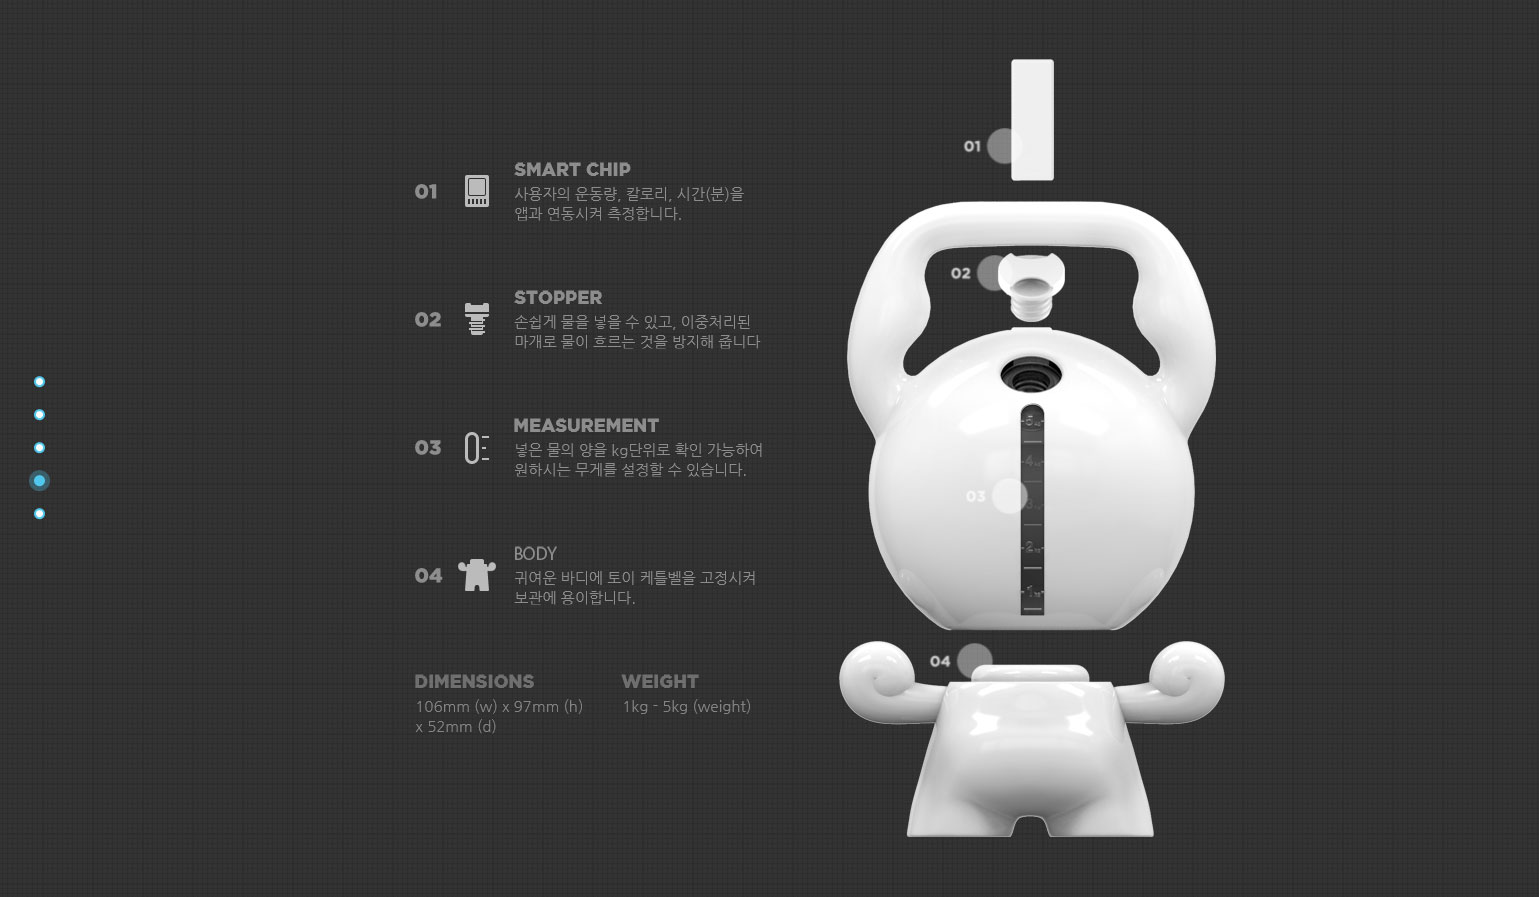 01
SMART CHIP
사용자의 운동량, 칼로리, 시간(분)을
앱과 연동시켜 측정합니다.
02
STOPPER
손쉽게 물을 넣을 수 있고, 이중처리된
마개로 물이 흐르는 것을 방지해 줍니다
03
MEASUREMENT
넣은 물의 양을 kg단위로 확인 가능하여
원하시는 무게를 설정할 수 있습니다.
04
BODY
귀여운 바디에 토이 케틀벨을 고정시켜
보관에 용이합니다.
DIMENSIONS
106mm (w) x 97mm (h)
x 52mm (d)
WEIGHT
1kg - 5kg (weight)
01
02
5
4
03
3
2
1
04